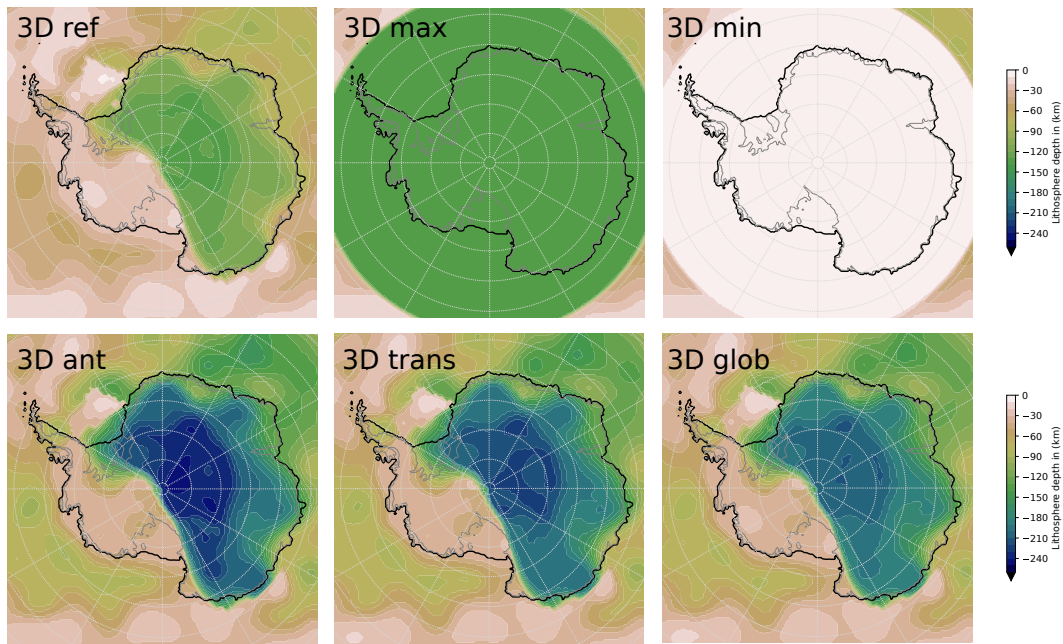 3D ref
3D max
3D min
0
−30
−60
−90
−120
−150
−180
−210
−240
Lithosphere depth in (km)
3D ant
3D trans
3D glob
0
−30
−60
−90
−120
−150
−180
−210
−240
Lithosphere depth in (km)